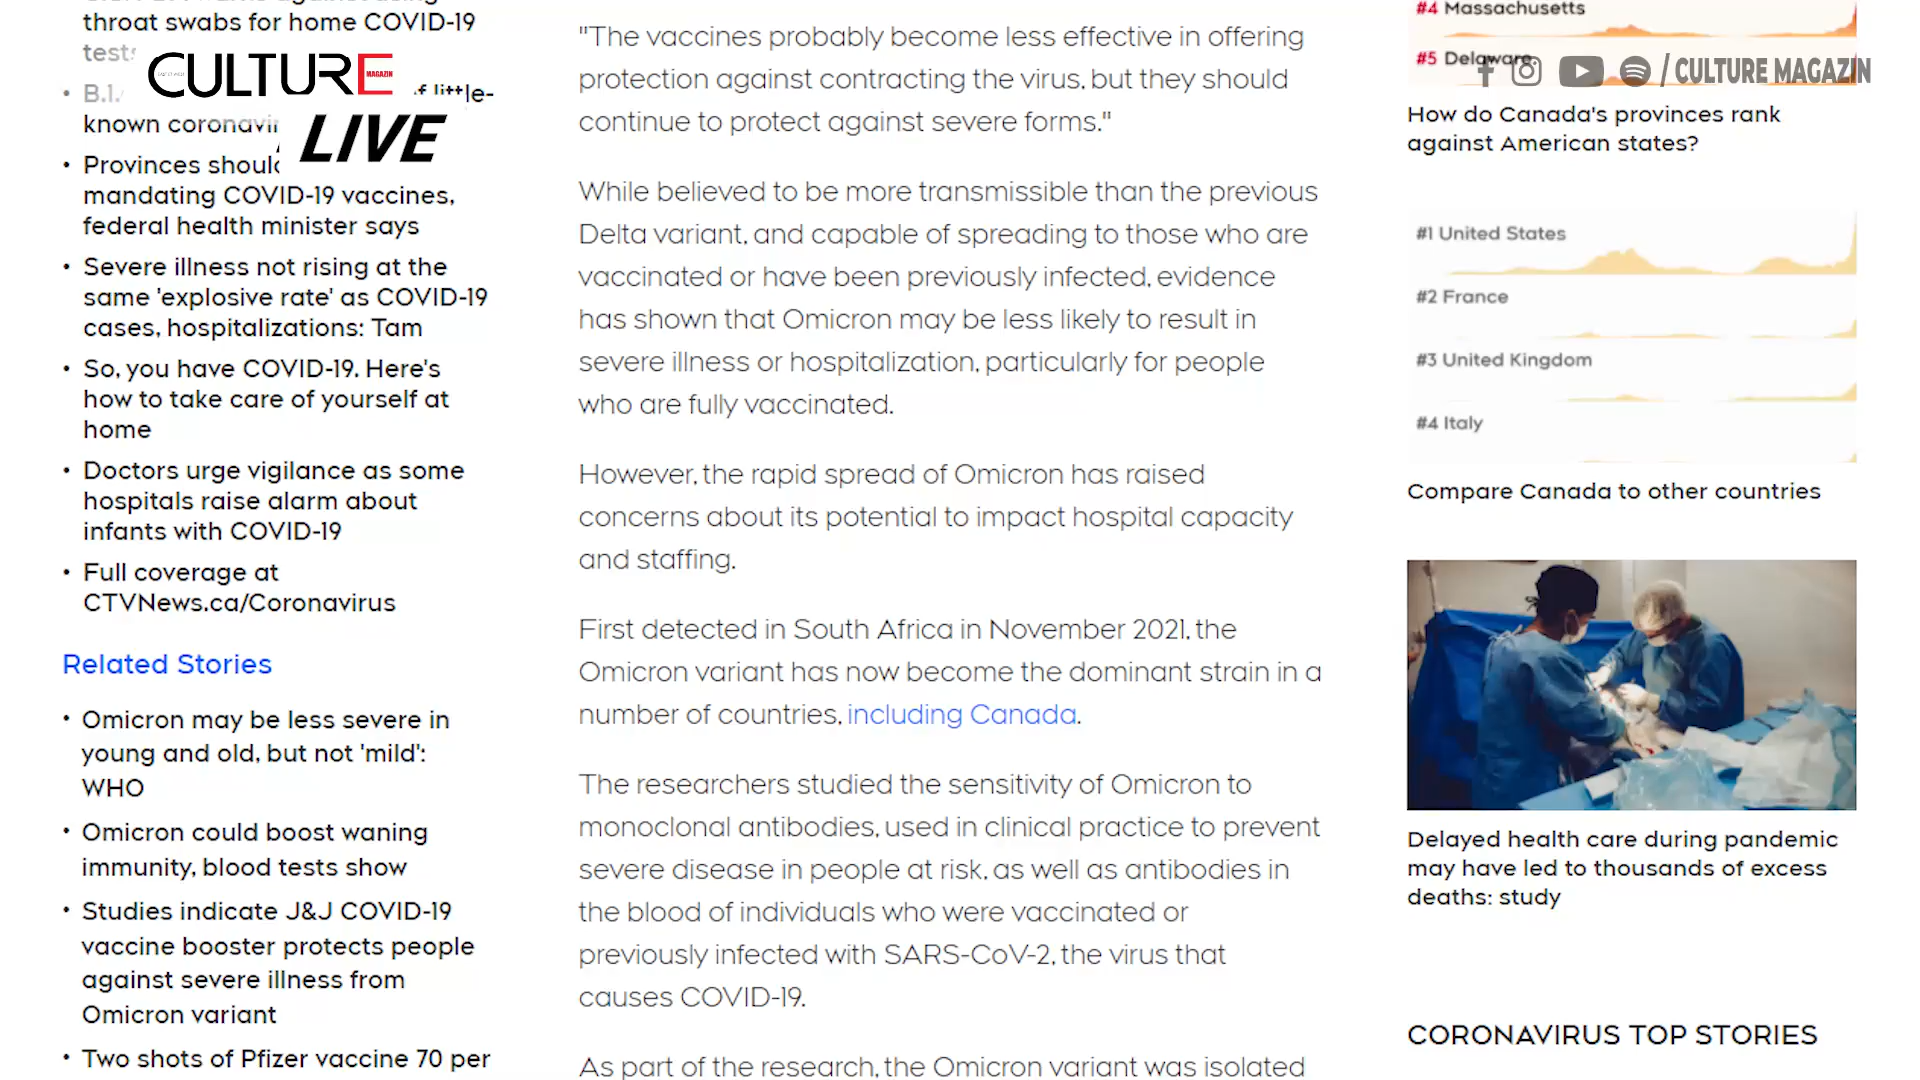 throat swabs for home COVID-19
tests
CULTURE
MAGAZIN
LIVE
B.1.
known coronavi
Provinces should
mandating COVID-19 vaccines,
federal health minister says
Severe illness not rising at the
same 'explosive rate' as COVID-19
cases, hospitalizations: Tam
So, you have COVID-19. Here's
how to take care of yourself at
home
Doctors urge vigilance as some
hospitals raise alarm about
infants with COVID-19
Full coverage at
CTVNews.ca/Coronavirus
Related Stories
Omicron may be less severe in
young and old, but not 'mild':
WHO
Omicron could boost waning
immunity, blood tests show
Studies indicate J&J COVID-19
vaccine booster protects people
against severe illness from
Omicron variant
Two shots of Pfizer vaccine 70 per
"The vaccines probably become less effective in offering
protection against contracting the virus, but they should
continue to protect against severe forms."
While believed to be more transmissible than the previous
Delta variant, and capable of spreading to those who are
vaccinated or have been previously infected, evidence
has shown that Omicron may be less likely to result in
severe illness or hospitalization, particularly for people
who are fully vaccinated.
However, the rapid spread of Omicron has raised
concerns about its potential to impact hospital capacity
and staffing.
First detected in South Africa in November 2021, the
Omicron variant has now become the dominant strain in a
number of countries, including Canada.
The researchers studied the sensitivity of Omicron to
monoclonal antibodies, used in clinical practice to prevent
severe disease in people at risk, as well as antibodies in
the blood of individuals who were vaccinated or
previously infected with SARS-CoV-2, the virus that
causes COVID-19.
As part of the research, the Omicron variant was isolated
#4 Massachusetts
#5 Delaware
/ CULTURE MAGAZIN
How do Canada's provinces rank
against American states?
#1 United States
#2 France
#3 United Kingdom
#4 Italy
Compare Canada to other countries
Delayed health care during pandemic
may have led to thousands of excess
deaths: study
CORONAVIRUS TOP STORIES